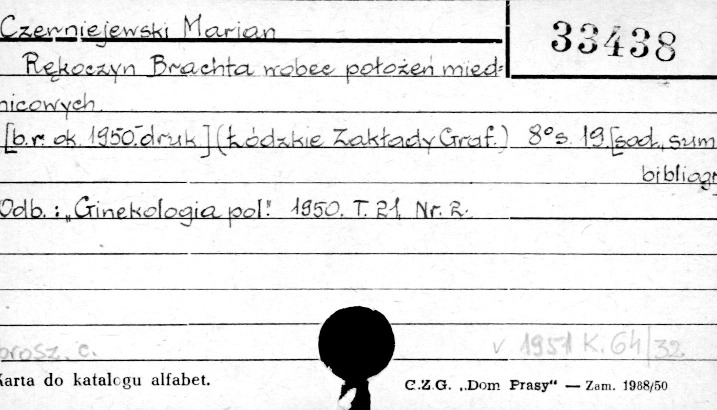 Czerniejewski Marian
33438
Rękoczyn Brachta wobec położeń mied=
nicowych.
[b.r. ok. 1950. druk.] (Łódzkie Zakłady Graf.) 8° s. 19 [sod., sum.
bibliogr
Odb.: „Ginekologia pol." 1950. T. 21, Nr. 2.
brosz. c.
v 1951 K. 64/32.
Karta do katalogu alfabet.
C.Z.G. „Dom Prasy“ — Zam. 1988/50